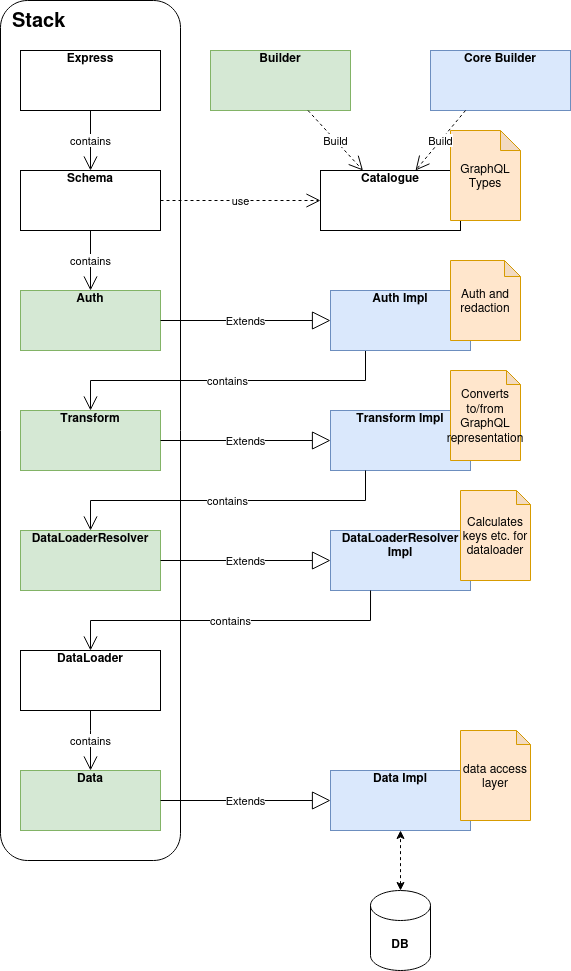 Stack
Express
Builder
Core Builder
contains
Build
Build
GraphQL
Types
Schema
use
Catalogue
contains
Auth
Extends
Auth Impl
Auth and
redaction
contains
Transform
Extends
Transform Impl
Converts
to/from
GraphQL
representation
contains
DataLoaderResolver
Extends
DataLoaderResolver
Impl
Calculates
keys etc. for
dataloader
contains
DataLoader
contains
Data
Extends
Data Impl
data access
layer
DB